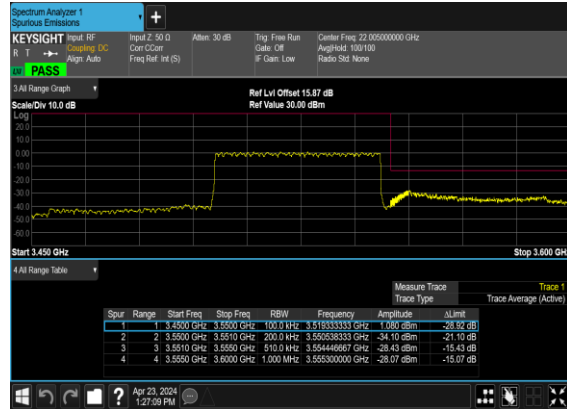 Spectrum Analyzer 1
Spurious Emissions
+
KEYSIGHT Input: RF Input Z: 50 Ω Atten: 30 dB Trig: Free Run Center Freq: 22.005000000 GHz
R T Coupling: DC Corr CCorr Gate: Off Avg|Hold: 100/100
Align: Auto Freq Ref: Int (S) IF Gain: Low Radio Std: None
PASS
3 All Range Graph
Ref Lvl Offset 15.87 dB
Scale/Div 10.0 dB Ref Value 30.00 dBm
Log
20.0
10.0
0.00
-10.0
-20.0
-30.0
-40.0
-50.0
-60.0
Start 3.450 GHz Stop 3.600 GH
4 All Range Table
Measure Trace Trace 1
Trace Type Trace Average (Active)
Spur Range Start Freq Stop Freq RBW Frequency Amplitude ΔLimit
1 1 3.4500 GHz 3.5500 GHz 100.0 kHz 3.519333333 GHz 1.080 dBm -28.92 dB
2 2 3.5500 GHz 3.5510 GHz 200.0 kHz 3.550538333 GHz -34.10 dBm -21.10 dB
3 3 3.5510 GHz 3.5550 GHz 510.0 kHz 3.554446667 GHz -28.43 dBm -15.43 dB
4 4 3.5550 GHz 3.6000 GHz 1.000 MHz 3.555300000 GHz -28.07 dBm -15.07 dB
?
Apr 23, 2024
1:27:09 PM